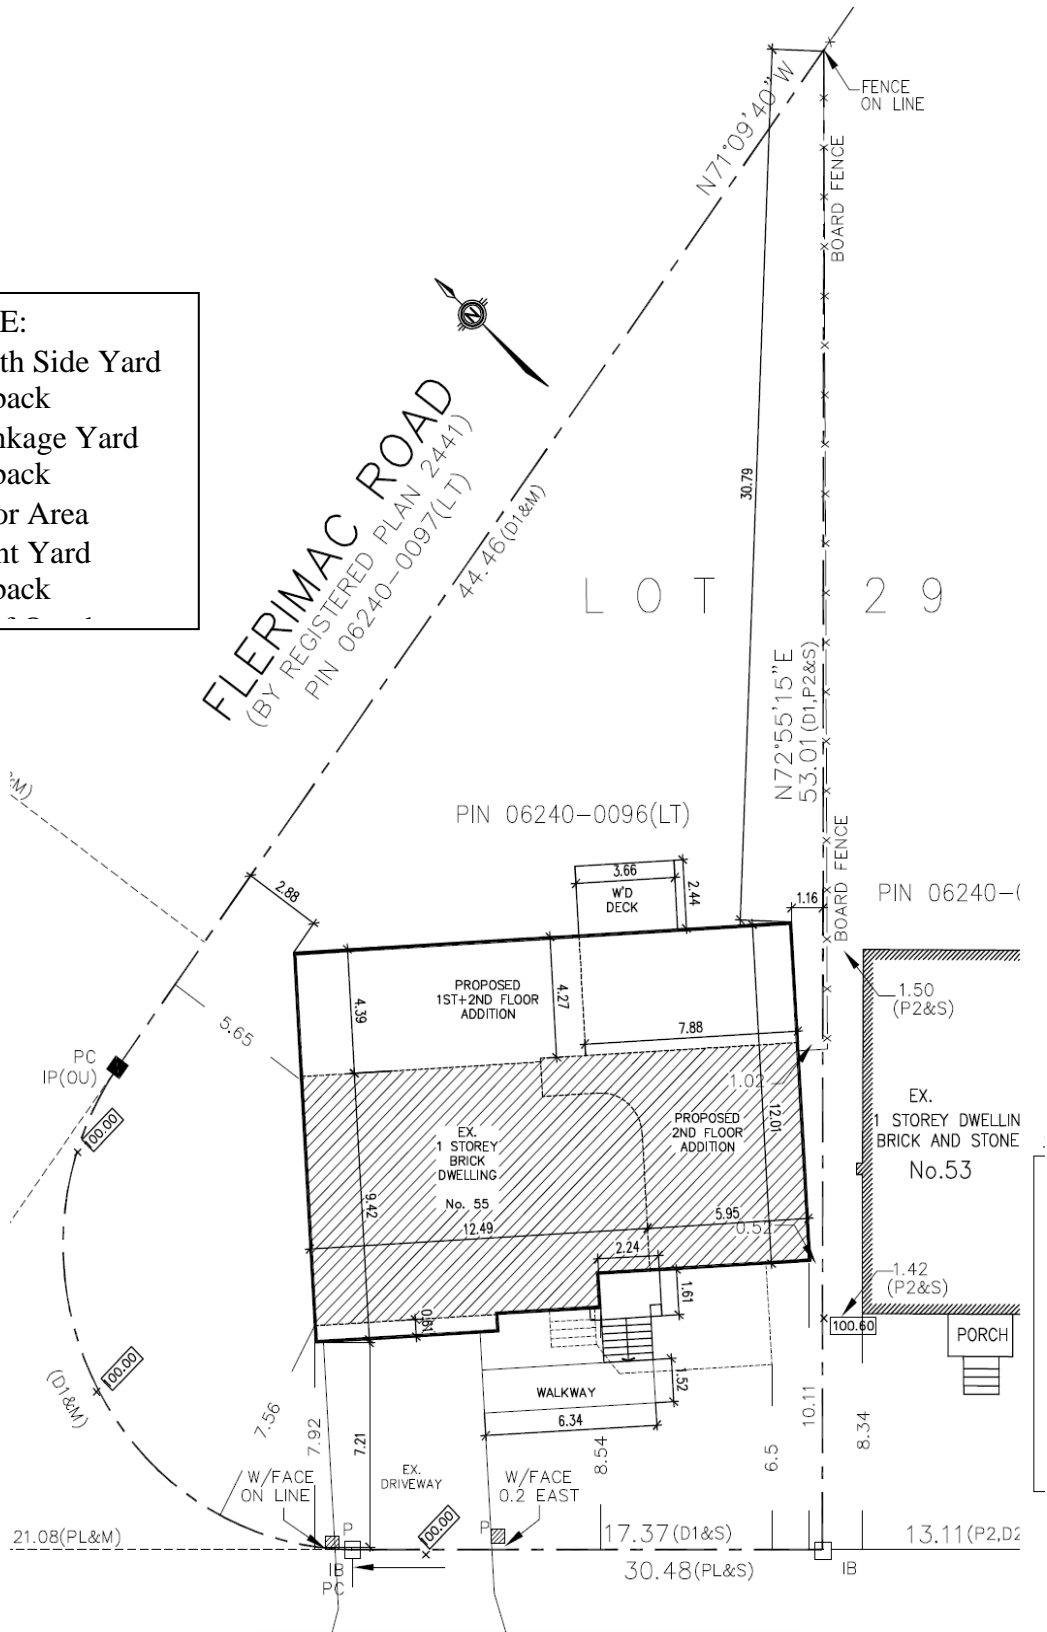 N71°09'40"W
FENCE
ON LINE
BOARD FENCE
N
E:
th Side Yard
back
nkage Yard
back
or Area
nt Yard
back
FLERIMAC ROAD
(BY REGISTERED PLAN 2441)
PIN 06240-0097(LT)
44.46(D1&M)
30.79
LOT 29
N72°55'15"E
53.01(D1,P2&S)
&M)
PIN 06240-0096(LT)
BOARD FENCE
2.88
3.66
W'D
DECK
2.44
1.16
PIN 06240-0
PROPOSED
1ST+2ND FLOOR
ADDITION
4.39
4.27
7.88
1.50
(P2&S)
5.65
PC
IP(OU)
100.00
1.02
12.01
EX.
1 STOREY BRICK
DWELLING
No. 55
PROPOSED
2ND FLOOR
ADDITION
EX.
1 STOREY DWELLIN
BRICK AND STONE
No.53
9.42
12.49
5.95
0.52
2.24
1.61
1.42
(P2&S)
0.61
100.60
PORCH
100.00
(D1&M)
7.56
7.92
7.21
WALKWAY
1.52
6.34
8.54
6.5
10.11
8.34
EX.
DRIVEWAY
W/FACE
ON LINE
W/FACE
0.2 EAST
P
100.00
P
21.08(PL&M)
17.37(D1&S)
13.11(P2,D2
IB
PC
30.48(PL&S)
IB